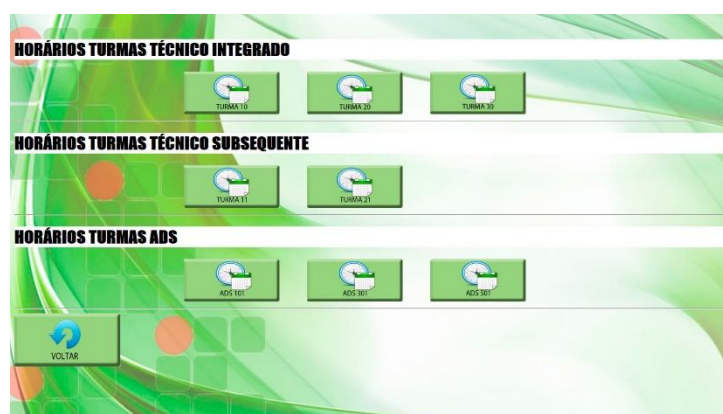 HORÁRIOS TURMAS TÉCNICO INTEGRADO
TURMA 10 TURMA 20 TURMA 30
HORÁRIOS TURMAS TÉCNICO SUBSEQUENTE
TURMA 11 TURMA 21
HORÁRIOS TURMAS ADS
ADS 101 ADS 301 ADS 501
VOLTAR